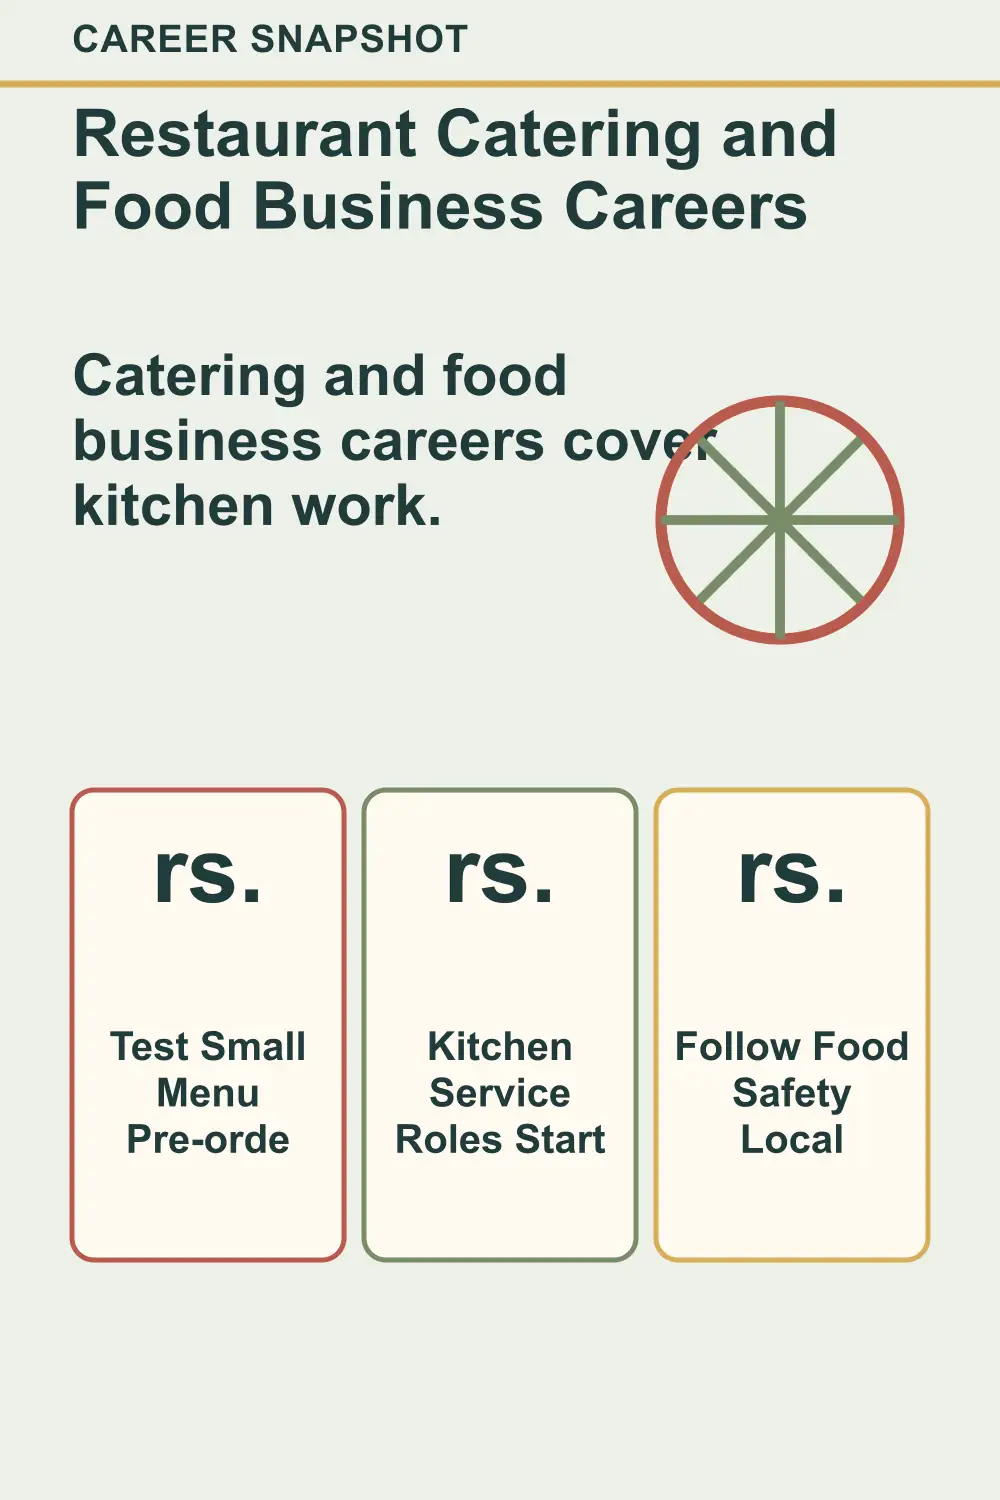 CAREER SNAPSHOT
Restaurant Catering and
Food Business Careers
Catering and food
business careers cover
kitchen work.
rs.
Test Small
Menu
Pre-orde
rs.
Kitchen
Service
Roles Start
rs.
Follow Food
Safety
Local